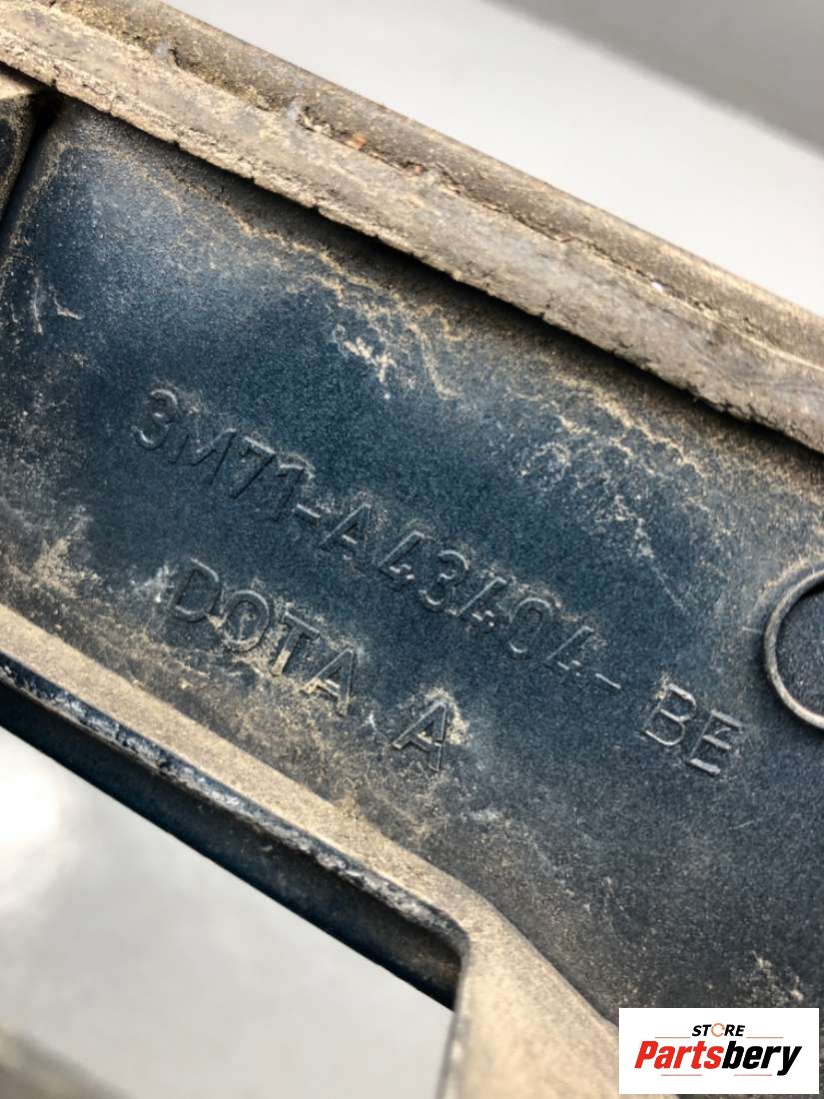 3M71-A43404-BE
DOTA A
STORE
Partsbery